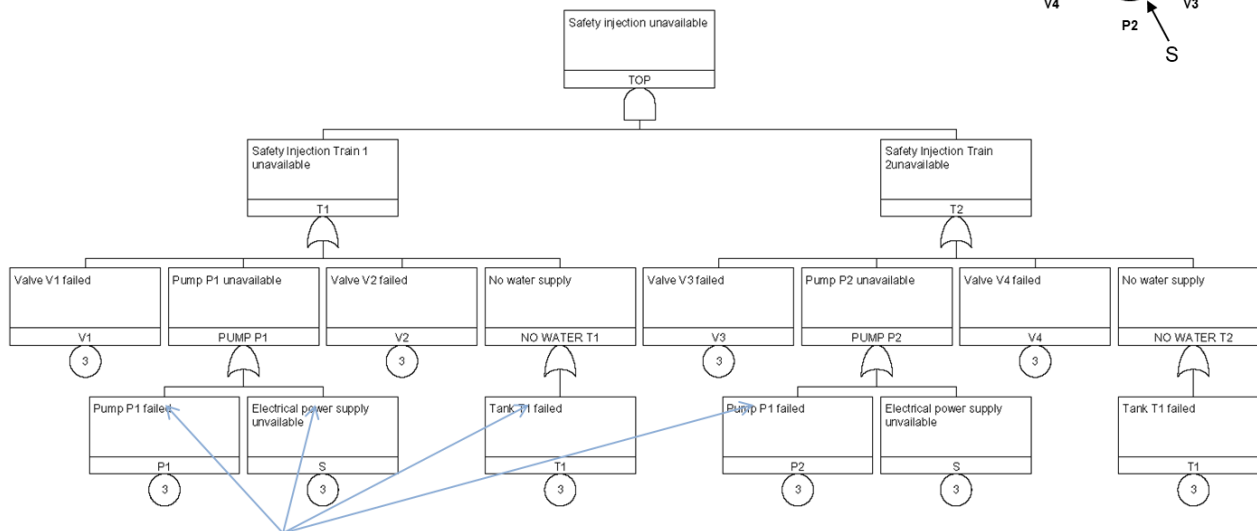 V4
V3
P2
S
Safety injection unavailable
TOP
Safety Injection Train 1
unavailable
T1
Safety Injection Train
2unavailable
T2
Valve V1 failed
V1
3
Pump P1 unavailable
PUMP P1
Valve V2 failed
V2
3
No water supply
NO WATER T1
Valve V3 failed
V3
3
Pump P2 unavailable
PUMP P2
Valve V4 failed
V4
3
No water supply
NO WATER T2
Pump P1 failed
P1
3
Electrical power supply
unavailable
S
3
Tank T1 failed
T1
3
Pump P1 failed
P2
3
Electrical power supply
unavailable
S
3
Tank T1 failed
T1
3